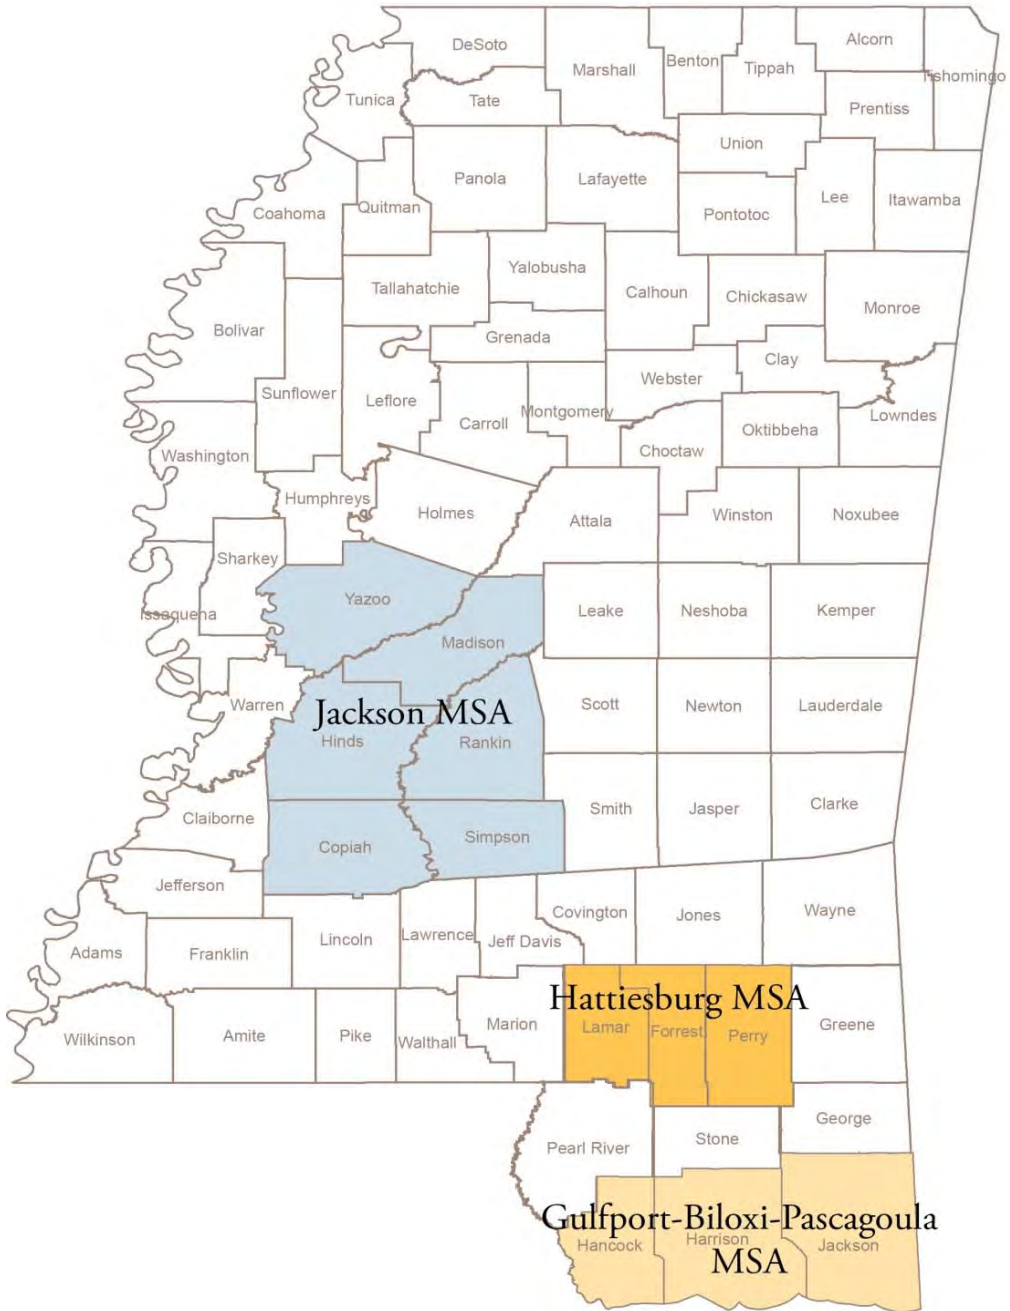 DeSoto
Marshall
Benton
Tippah
Alcorn
Tishomingo
Tunica
Tate
Prentiss
Union
Panola
Lafayette
Coahoma
Quitman
Pontotoc
Lee
Itawamba
Tallahatchie
Yalobusha
Calhoun
Chickasaw
Monroe
Bolivar
Grenada
Clay
Sunflower
Leflore
Webster
Carroll
Montgomery
Lowndes
Oktibbeha
Choctaw
Washington
Humphreys
Holmes
Attala
Winston
Noxubee
Sharkey
Yazoo
Issaquena
Leake
Neshoba
Kemper
Madison
Warren
Scott
Newton
Lauderdale
Jackson MSA
Hinds
Rankin
Claiborne
Smith
Jasper
Clarke
Copiah
Simpson
Jefferson
Covington
Jones
Wayne
Adams
Franklin
Lincoln
Lawrence
Jeff Davis
Hattiesburg MSA
Wilkinson
Amite
Pike
Walthall
Marion
Lamar
Forrest
Perry
Greene
George
Pearl River
Stone
Gulfport-Biloxi-Pascagoula
MSA
Hancock
Harrison
Jackson